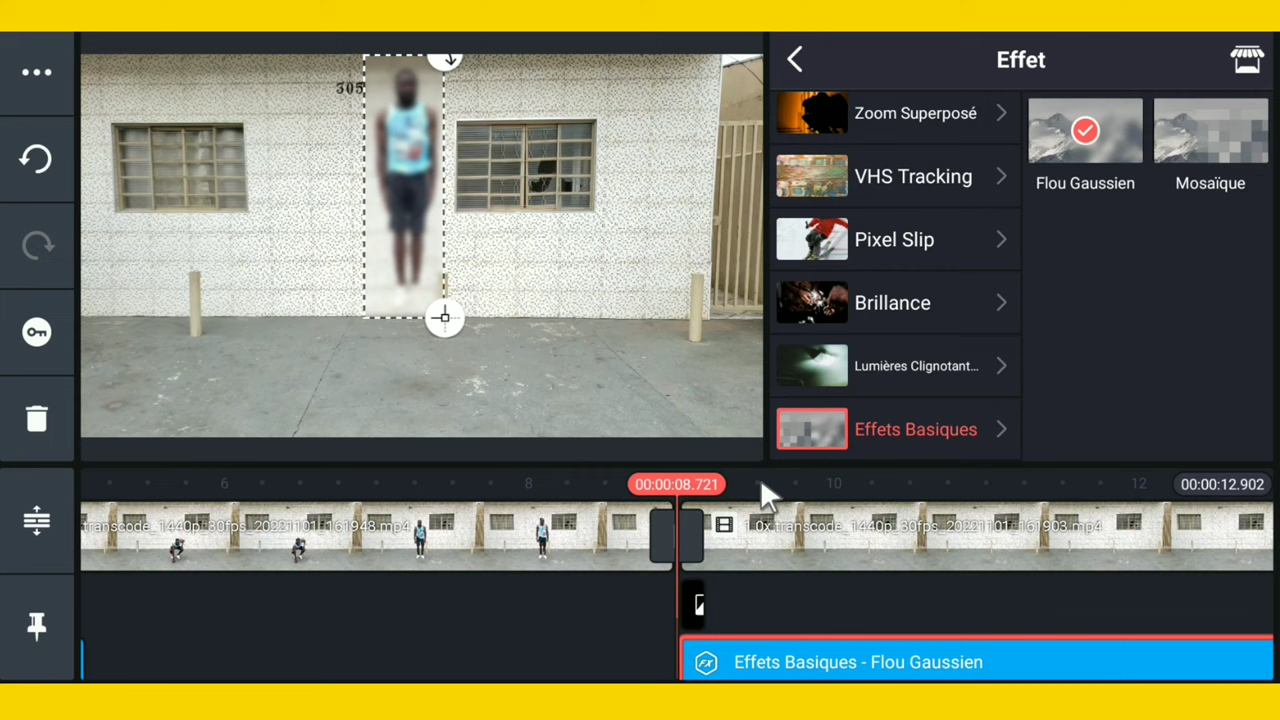 Effet
305
Zoom Superposé
VHS Tracking
Pixel Slip
Brillance
Lumières Clignotant...
Effets Basiques
Flou Gaussien
Mosaïque
6
8
00:00:08.721
10
12
00:00:12.902
transcode_1440p_30fps_20221101_161948.mp4
1.0x transcode_1440p_30fps_20221101_161903.mp4
FX Effets Basiques - Flou Gaussien